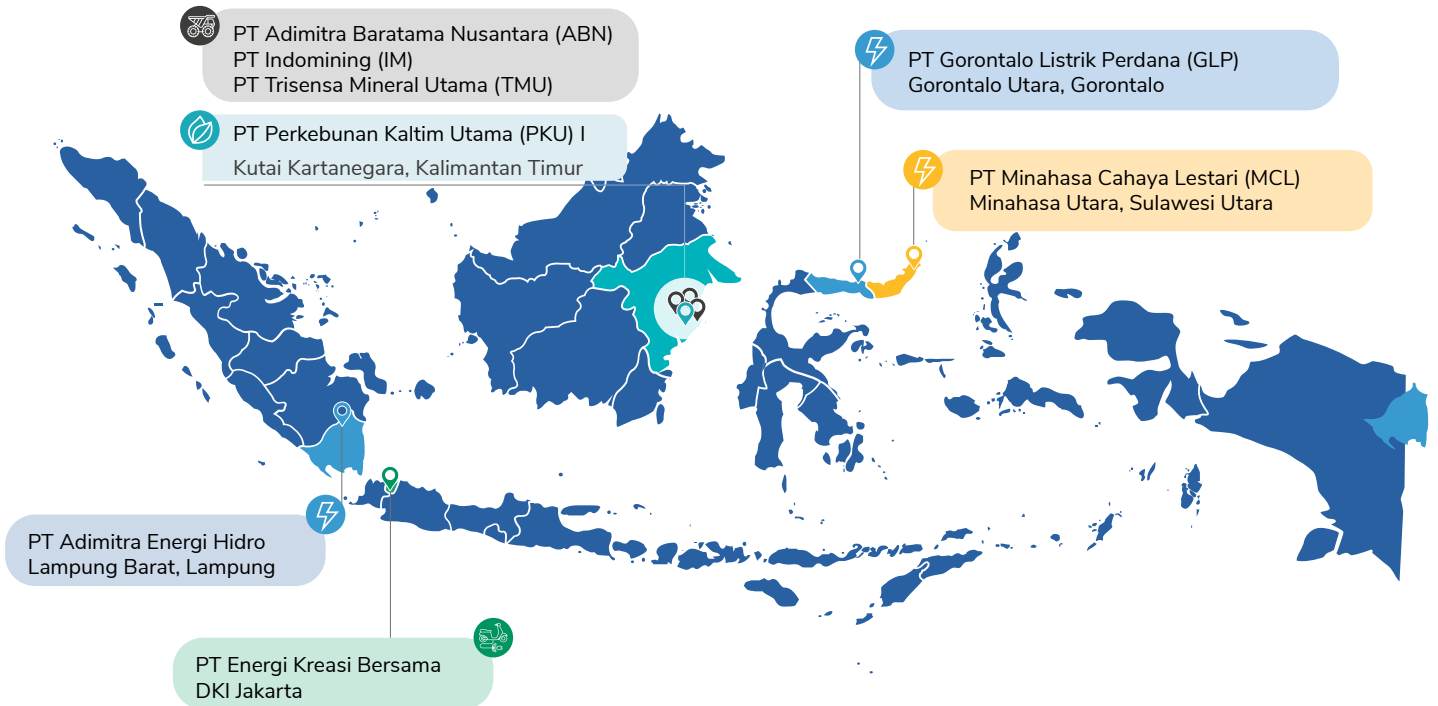 PT Adimitra Baratama Nusantara (ABN)
PT Indomining (IM)
PT Trisensa Mineral Utama (TMU)
PT Perkebunan Kaltim Utama (PKU) I
Kutai Kartanegara, Kalimantan Timur
PT Gorontalo Listrik Perdana (GLP)
Gorontalo Utara, Gorontalo
PT Minahasa Cahaya Lestari (MCL)
Minahasa Utara, Sulawesi Utara
PT Adimitra Energi Hidro
Lampung Barat, Lampung
PT Energi Kreasi Bersama
DKI Jakarta